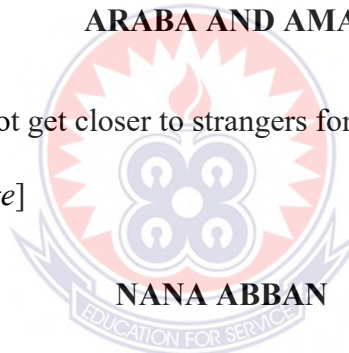 ARABA AND AMA
ot get closer to strangers for
e]
NANA ABBAN
EDUCATION FOR SERVICE